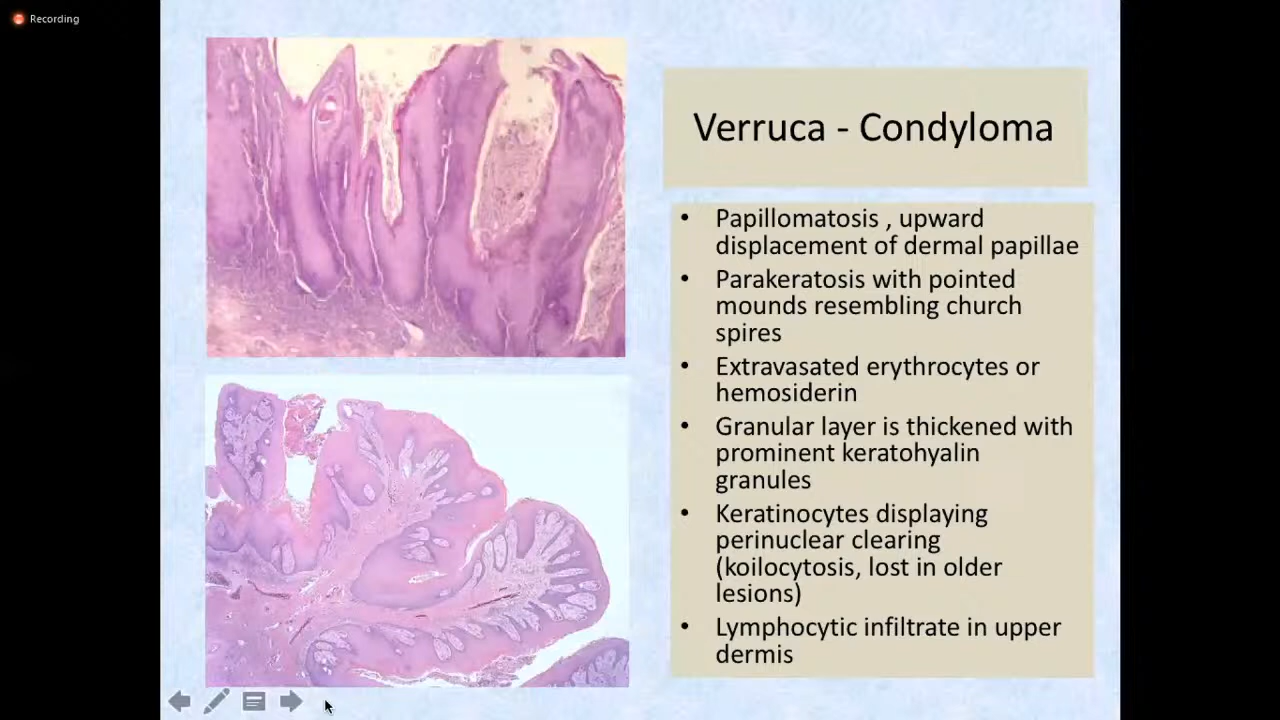 Recording
Verruca - Condyloma
• Papillomatosis , upward
displacement of dermal papillae
• Parakeratosis with pointed
mounds resembling church
spires
• Extravasated erythrocytes or
hemosiderin
• Granular layer is thickened with
prominent keratohyalin
granules
• Keratinocytes displaying
perinuclear clearing
(koilocytosis, lost in older
lesions)
• Lymphocytic infiltrate in upper
dermis